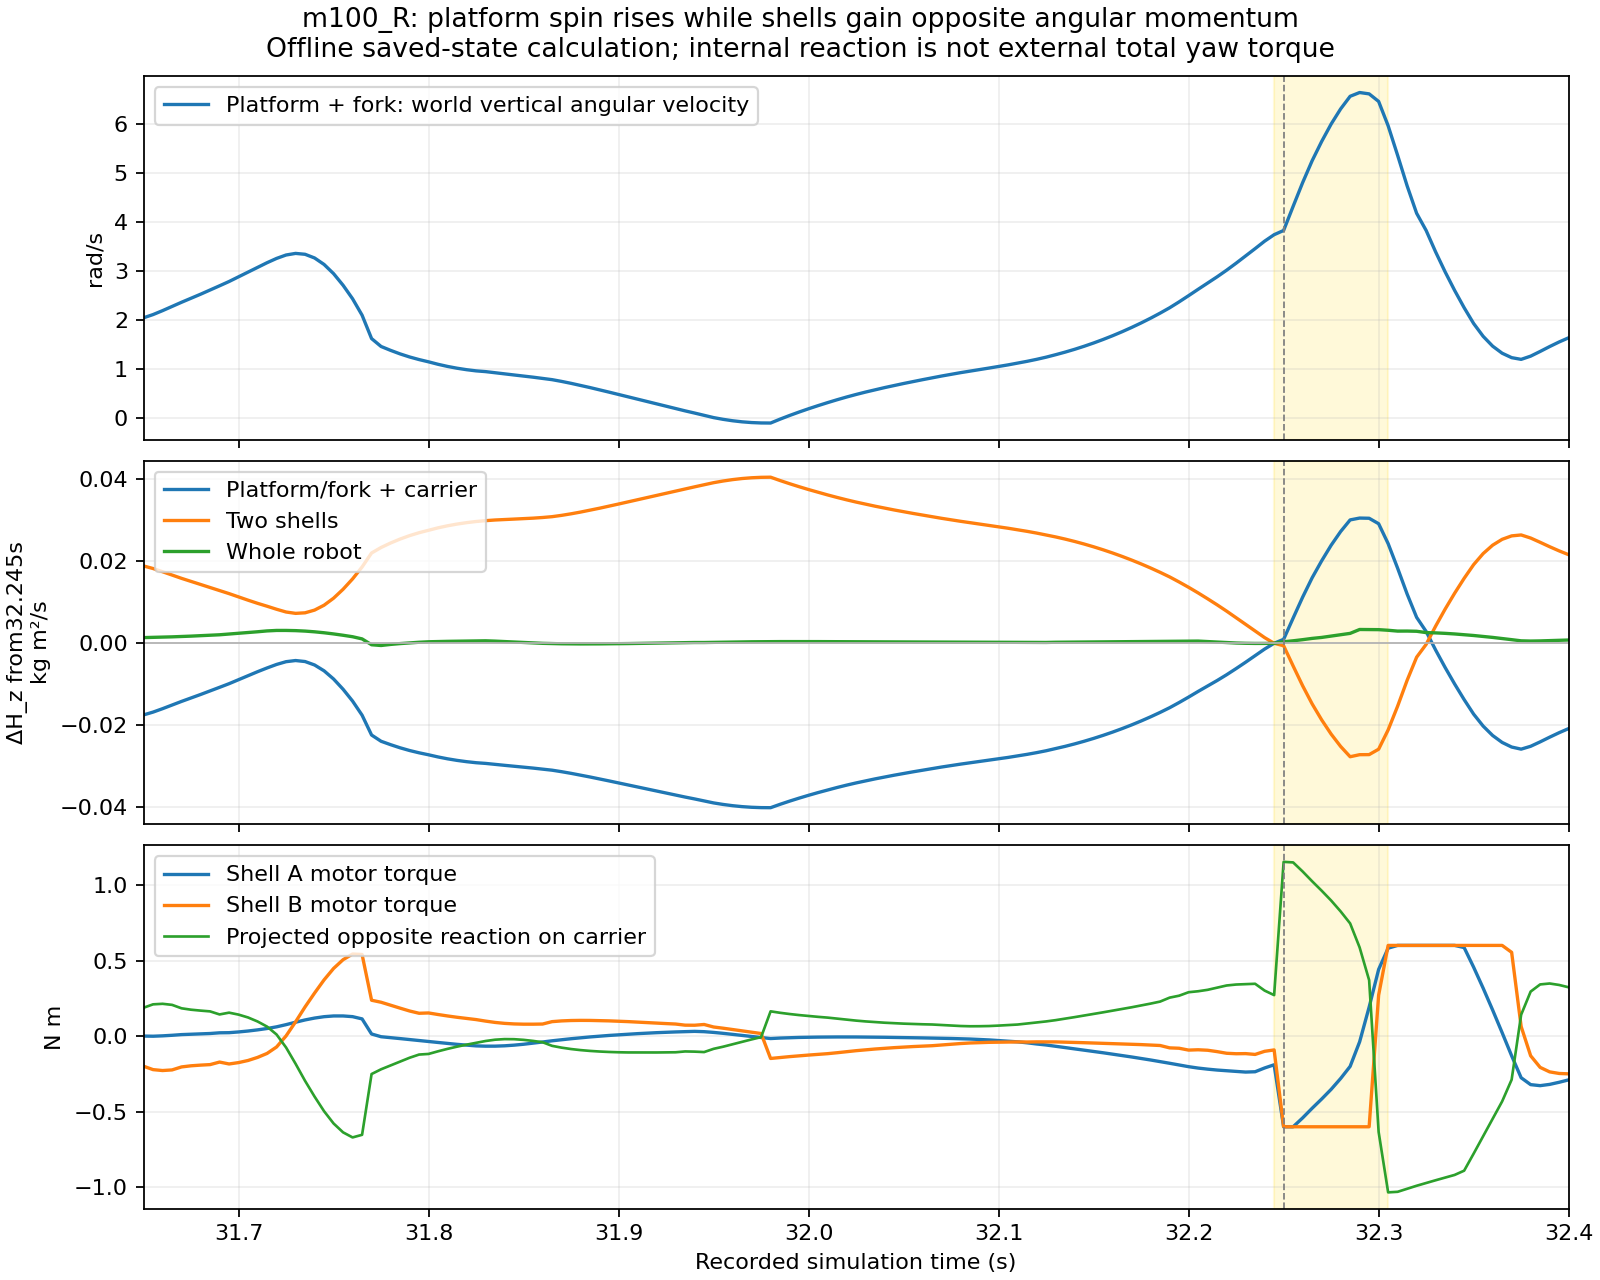 m100_R: platform spin rises while shells gain opposite angular momentum
Offline saved-state calculation; internal reaction is not external total yaw torque
Platform + fork: world vertical angular velocity
rad/s
6
5
4
3
2
1
0
Platform/fork + carrier
Two shells
Whole robot
ΔH_z from32.245s
kg m²/s
0.04
0.02
0.00
−0.02
−0.04
Shell A motor torque
Shell B motor torque
Projected opposite reaction on carrier
N m
1.0
0.5
0.0
−0.5
−1.0
31.7 31.8 31.9 32.0 32.1 32.2 32.3 32.4
Recorded simulation time (s)